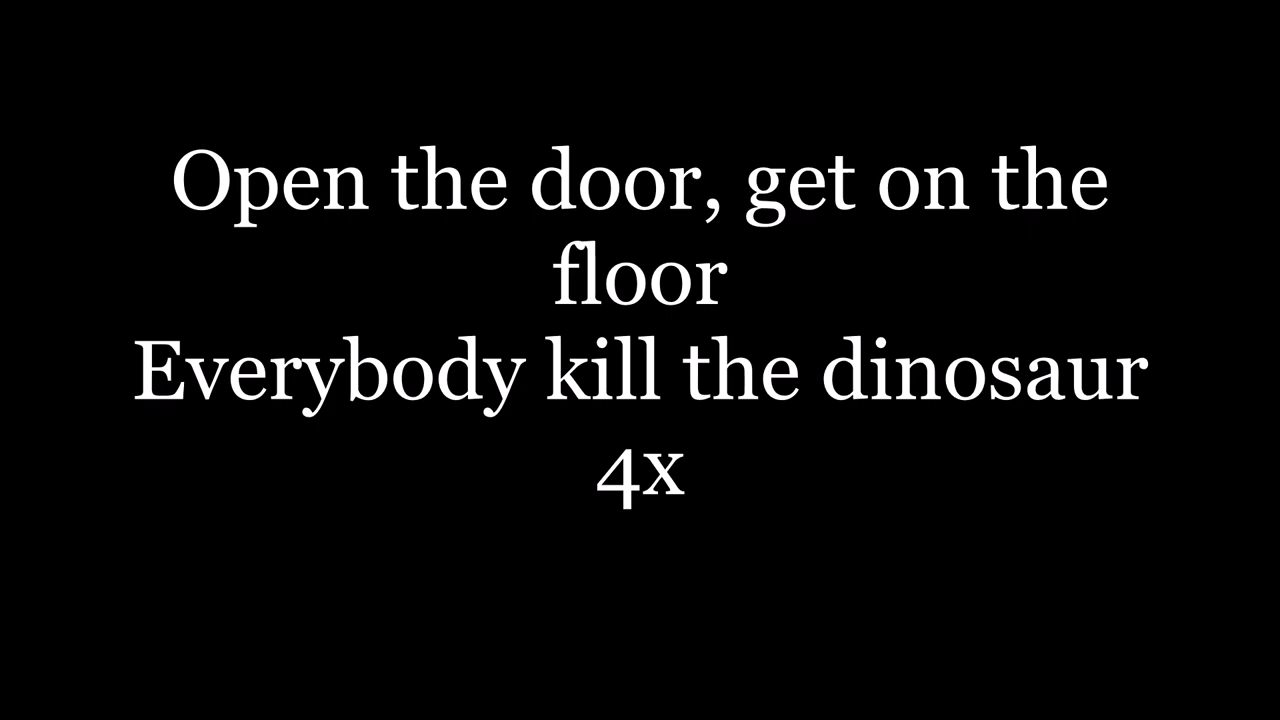 Open the door, get on the
floor
Everybody kill the dinosaur
4x